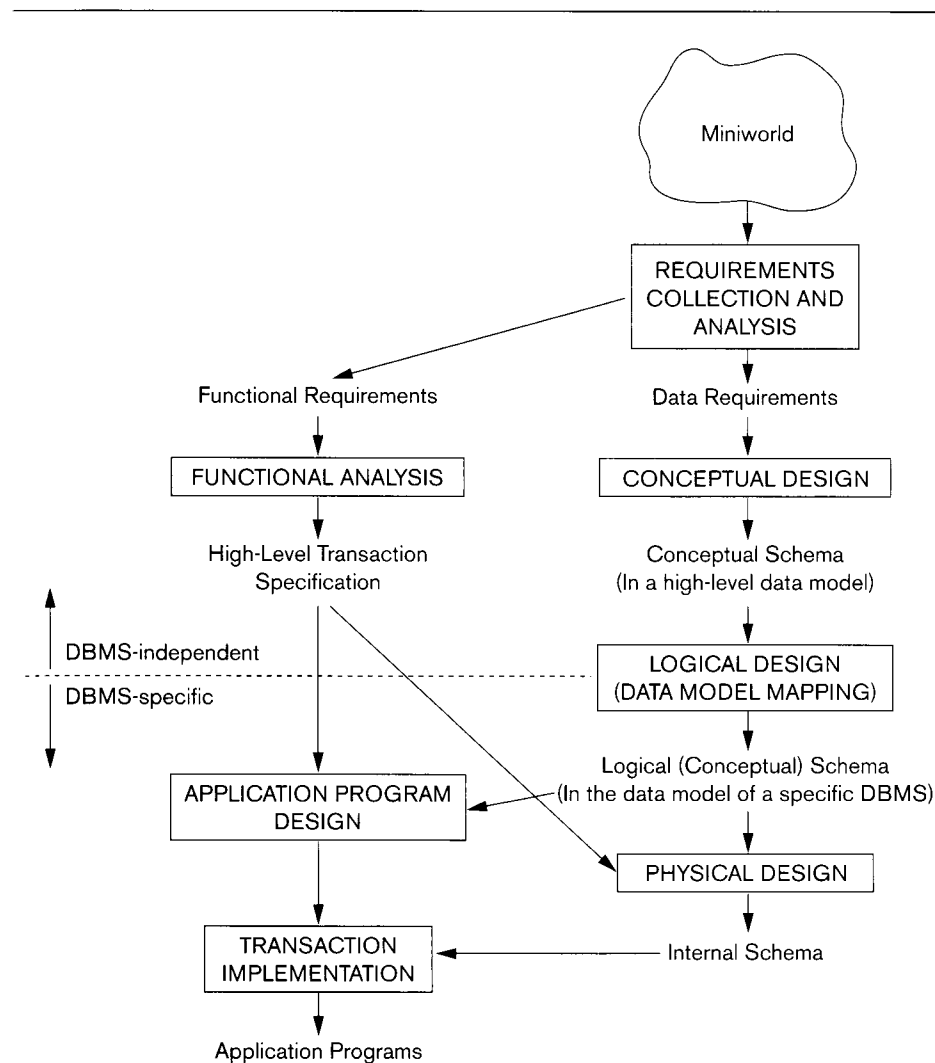 Miniworld
REQUIREMENTS
COLLECTION AND
ANALYSIS
Functional Requirements
Data Requirements
FUNCTIONAL ANALYSIS
CONCEPTUAL DESIGN
High-Level Transaction
Specification
Conceptual Schema
(In a high-level data model)
DBMS-independent
DBMS-specific
LOGICAL DESIGN
(DATA MODEL MAPPING)
Logical (Conceptual) Schema
(In the data model of a specific DBMS)
APPLICATION PROGRAM
DESIGN
PHYSICAL DESIGN
TRANSACTION
IMPLEMENTATION
Internal Schema
Application Programs